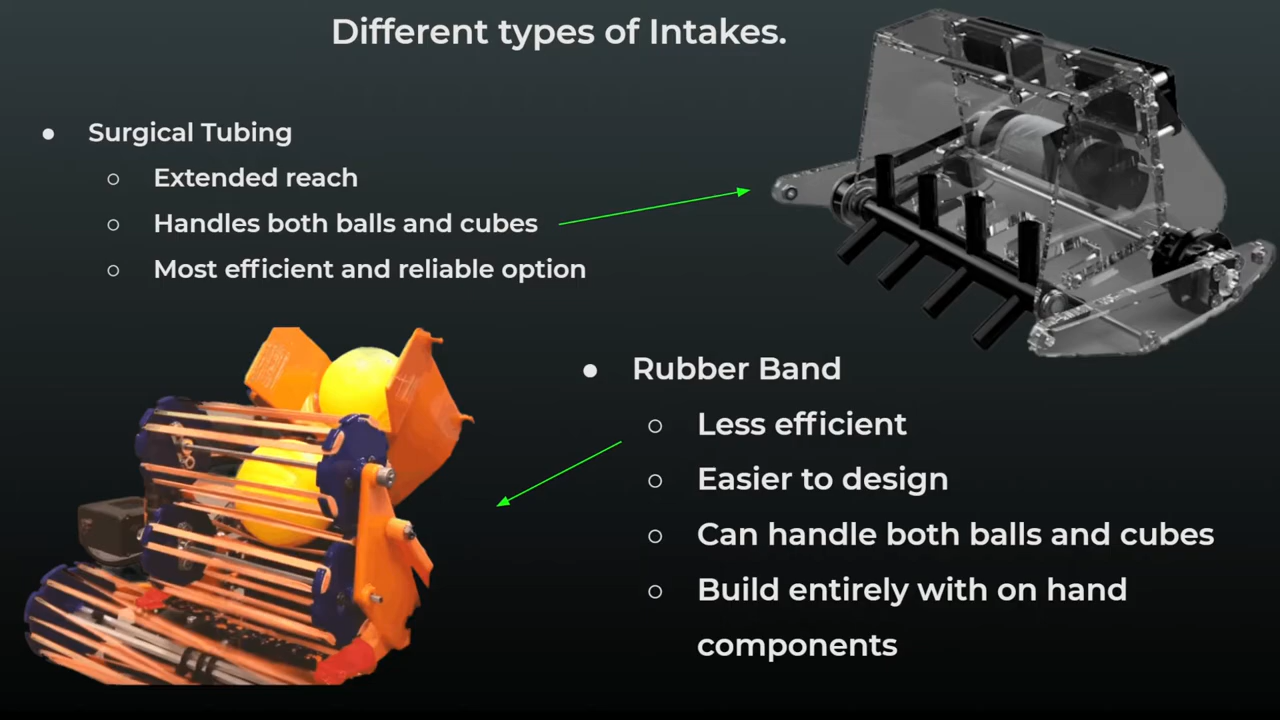 Different types of Intakes.
● Surgical Tubing
○ Extended reach
○ Handles both balls and cubes
○ Most efficient and reliable option
● Rubber Band
○ Less efficient
○ Easier to design
○ Can handle both balls and cubes
○ Build entirely with on hand
components